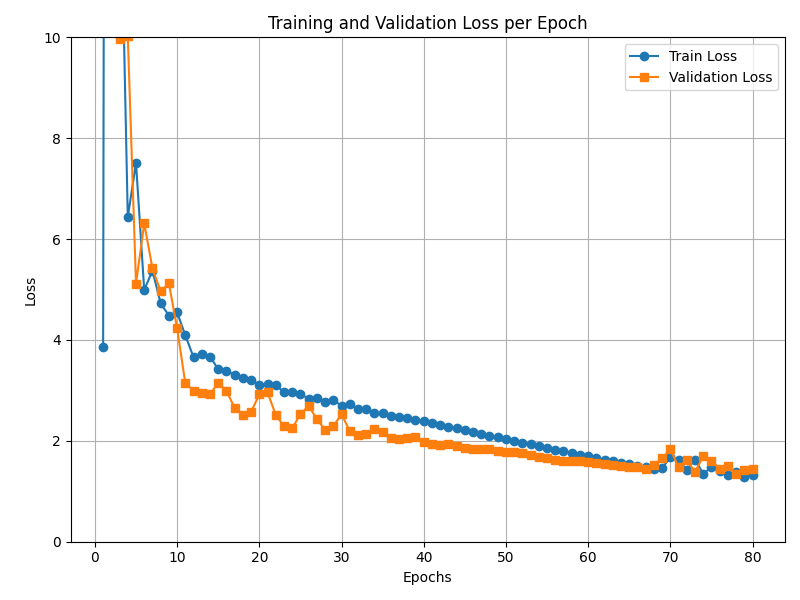 Training and Validation Loss per Epoch
Train Loss
Validation Loss
10
8
6
4
2
0
Loss
0 10 20 30 40 50 60 70 80
Epochs